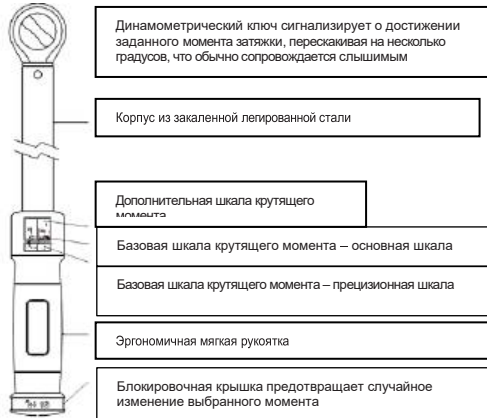 Динамометрический ключ сигнализирует о достижении
заданного момента затяжки, перескакивая на несколько
градусов, что обычно сопровождается слышимым
Корпус из закаленной легированной стали
Дополнительная шкала крутящего
момента
Базовая шкала крутящего момента – основная шкала
Базовая шкала крутящего момента – прецизионная шкала
Эргономичная мягкая рукоятка
Блокировочная крышка предотвращает случайное
изменение выбранного момента